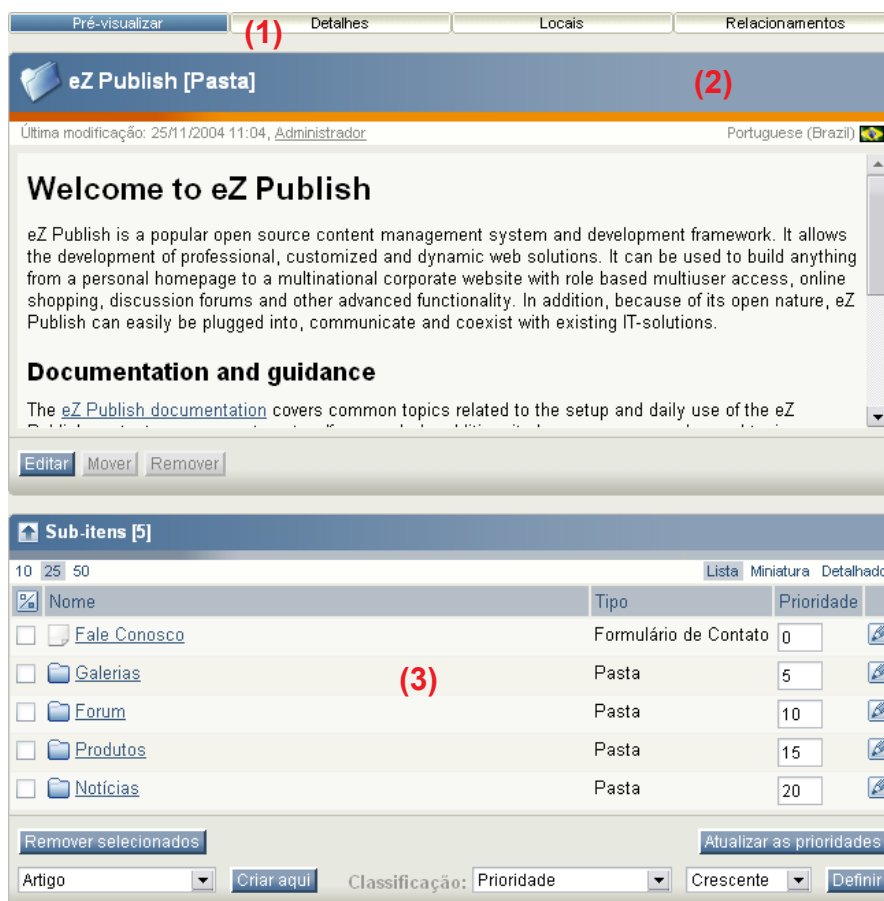 Pré-visualizar Detalhes Locais Relacionamentos
(1)
eZ Publish [Pasta]
(2)
Última modificação: 25/11/2004 11:04, Administrador Portuguese (Brazil)
Welcome to eZ Publish
eZ Publish is a popular open source content management system and development framework. It allows
the development of professional, customized and dynamic web solutions. It can be used to build anything
from a personal homepage to a multinational corporate website with role based multiuser access, online
shopping, discussion forums and other advanced functionality. In addition, because of its open nature, eZ
Publish can easily be plugged into, communicate and coexist with existing IT-solutions.
Documentation and guidance
The eZ Publish documentation covers common topics related to the setup and daily use of the eZ
Editar Mover Remover
Sub-itens [5]
10 25 50 Lista Miniatura Detalhado
Nome Tipo Prioridade
Fale Conosco Formulário de Contato 0
Galerias Pasta 5
(3)
Forum Pasta 10
Produtos Pasta 15
Notícias Pasta 20
Remover selecionados Atualizar as prioridades
Artigo Criar aqui Classificação: Prioridade Crescente Definir